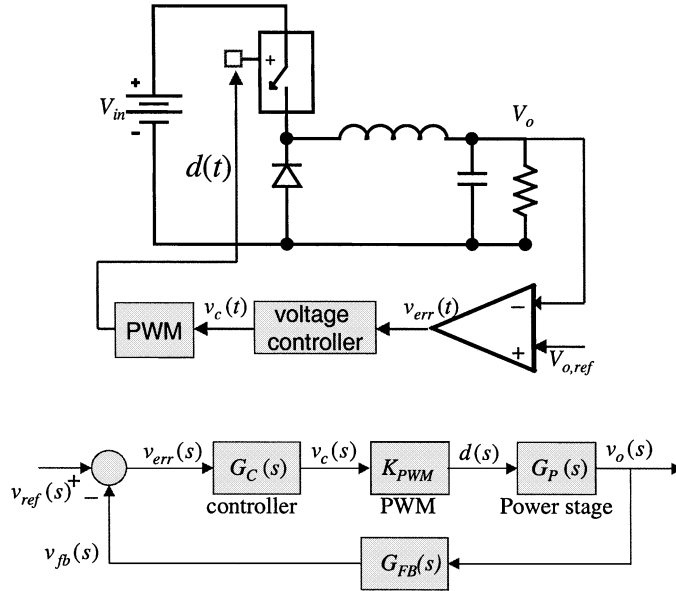 +
V_in
-
+
V_o
d(t)
PWM
v_c(t)
voltage
controller
v_err(t)
−
+
V_o,ref
v_ref(s)
+
−
v_err(s)
G_C(s)
controller
v_c(s)
K_PWM
PWM
d(s)
G_P(s)
Power stage
v_o(s)
v_fb(s)
G_FB(s)